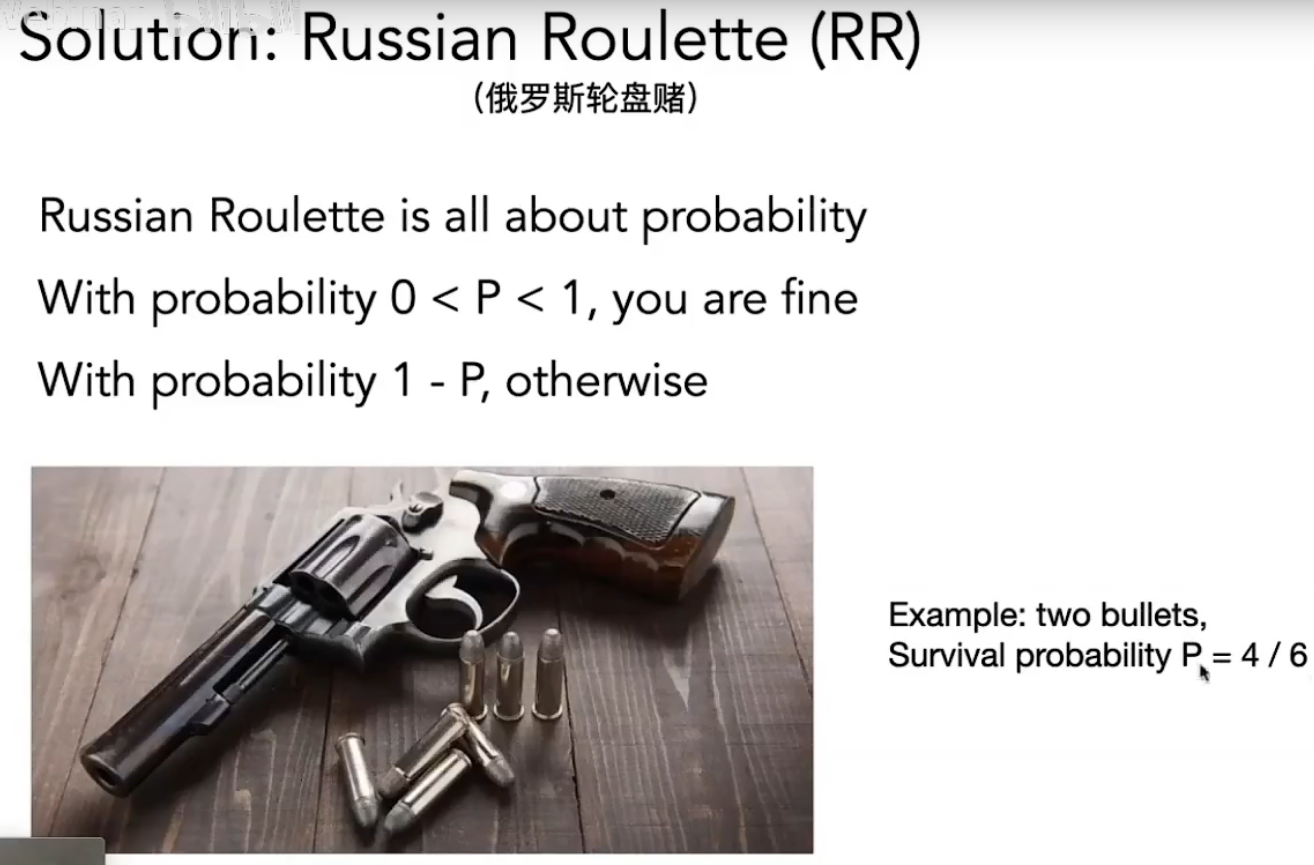 Solution: Russian Roulette (RR)
(俄罗斯轮盘赌)
Russian Roulette is all about probability
With probability 0 < P < 1, you are fine
With probability 1 - P, otherwise
Example: two bullets,
Survival probability P = 4 / 6